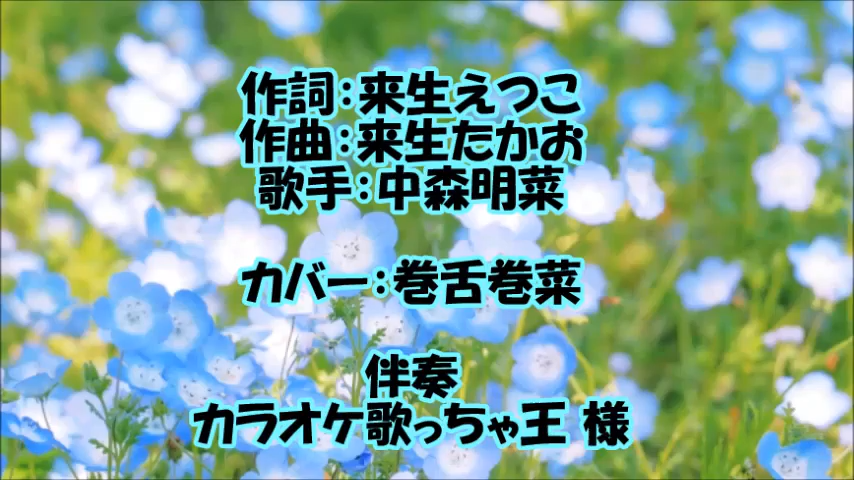 作詞：来生えつこ
作曲：来生たかお
歌手：中森明菜
カバー：巻舌巻菜
伴奏
カラオケ歌っちゃ王 様